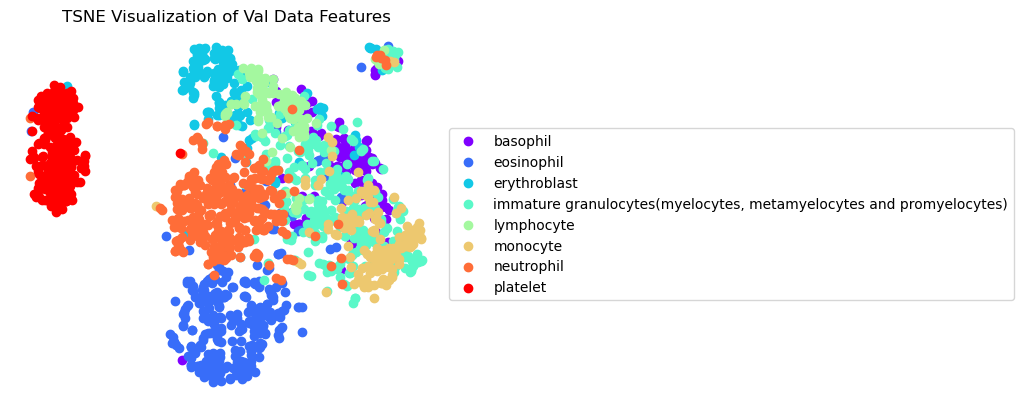 TSNE Visualization of Val Data Features
basophil
eosinophil
erythroblast
immature granulocytes(myelocytes, metamyelocytes and promyelocytes)
lymphocyte
monocyte
neutrophil
platelet